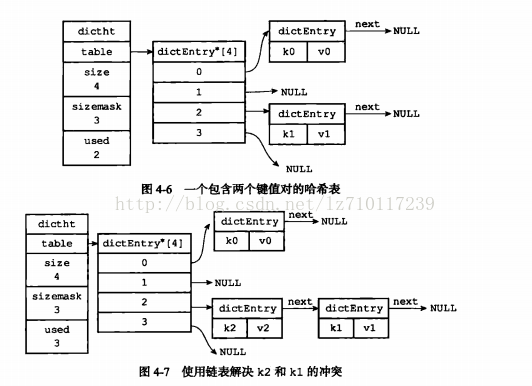 dictht
table
size
4
sizemask
3
used
2
dictEntry*[4]
0
1
2
3
dictEntry
k0 v0
next
NULL
NULL
dictEntry
k1 v1
next
NULL
NULL
图 4-6 一个包含两个键值对的哈希表
http://blog.csdn.net/lz710117239
dictht
table
size
4
sizemask
3
used
3
dictEntry*[4]
0
1
2
3
dictEntry
k0 v0
next
NULL
NULL
dictEntry
k2 v2
next
dictEntry
k1 v1
next
NULL
NULL
图 4-7 使用链表解决 k2 和 k1 的冲突